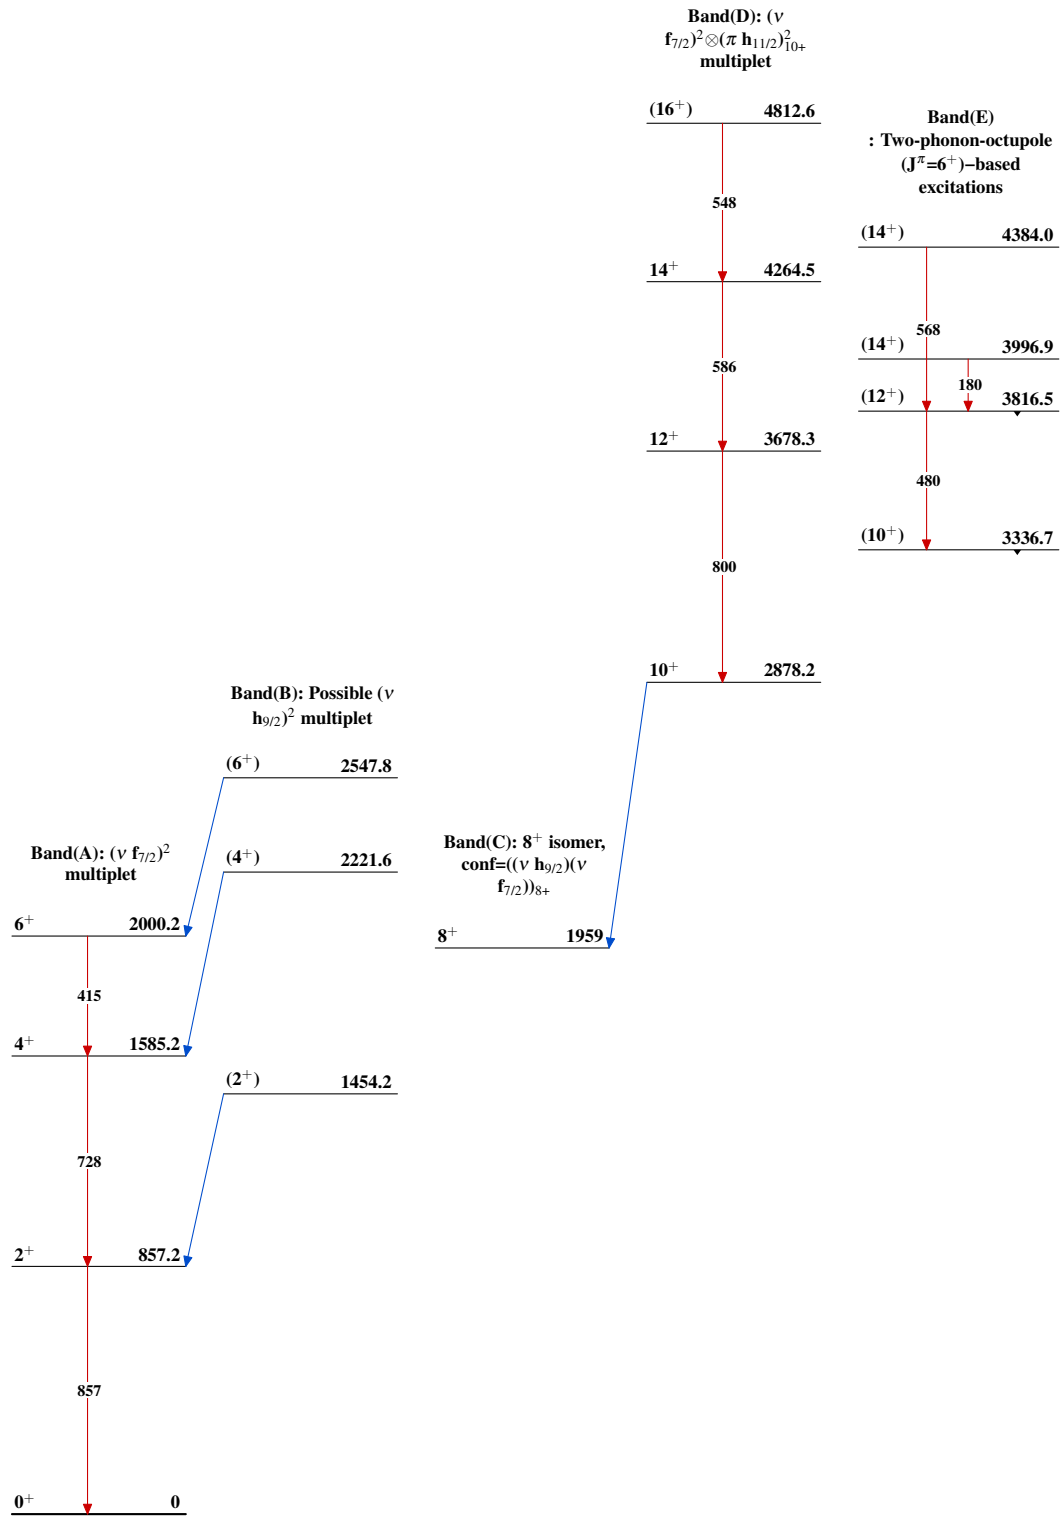 Band(D): (ν
f7/2)²⊗(π h11/2)²10+
multiplet
(16⁺) 4812.6
548
14⁺ 4264.5
586
12⁺ 3678.3
800
10⁺ 2878.2
Band(E)
: Two-phonon-octupole
(Jπ=6⁺)−based
excitations
(14⁺) 4384.0
568
(14⁺) 3996.9
180
(12⁺) 3816.5
480
(10⁺) 3336.7
Band(B): Possible (ν
h9/2)² multiplet
(6⁺) 2547.8
(4⁺) 2221.6
(2⁺) 1454.2
Band(C): 8⁺ isomer,
conf=((ν h9/2)(ν
f7/2))8+
8⁺ 1959
Band(A): (ν f7/2)²
multiplet
6⁺ 2000.2
415
4⁺ 1585.2
728
2⁺ 857.2
857
0⁺ 0